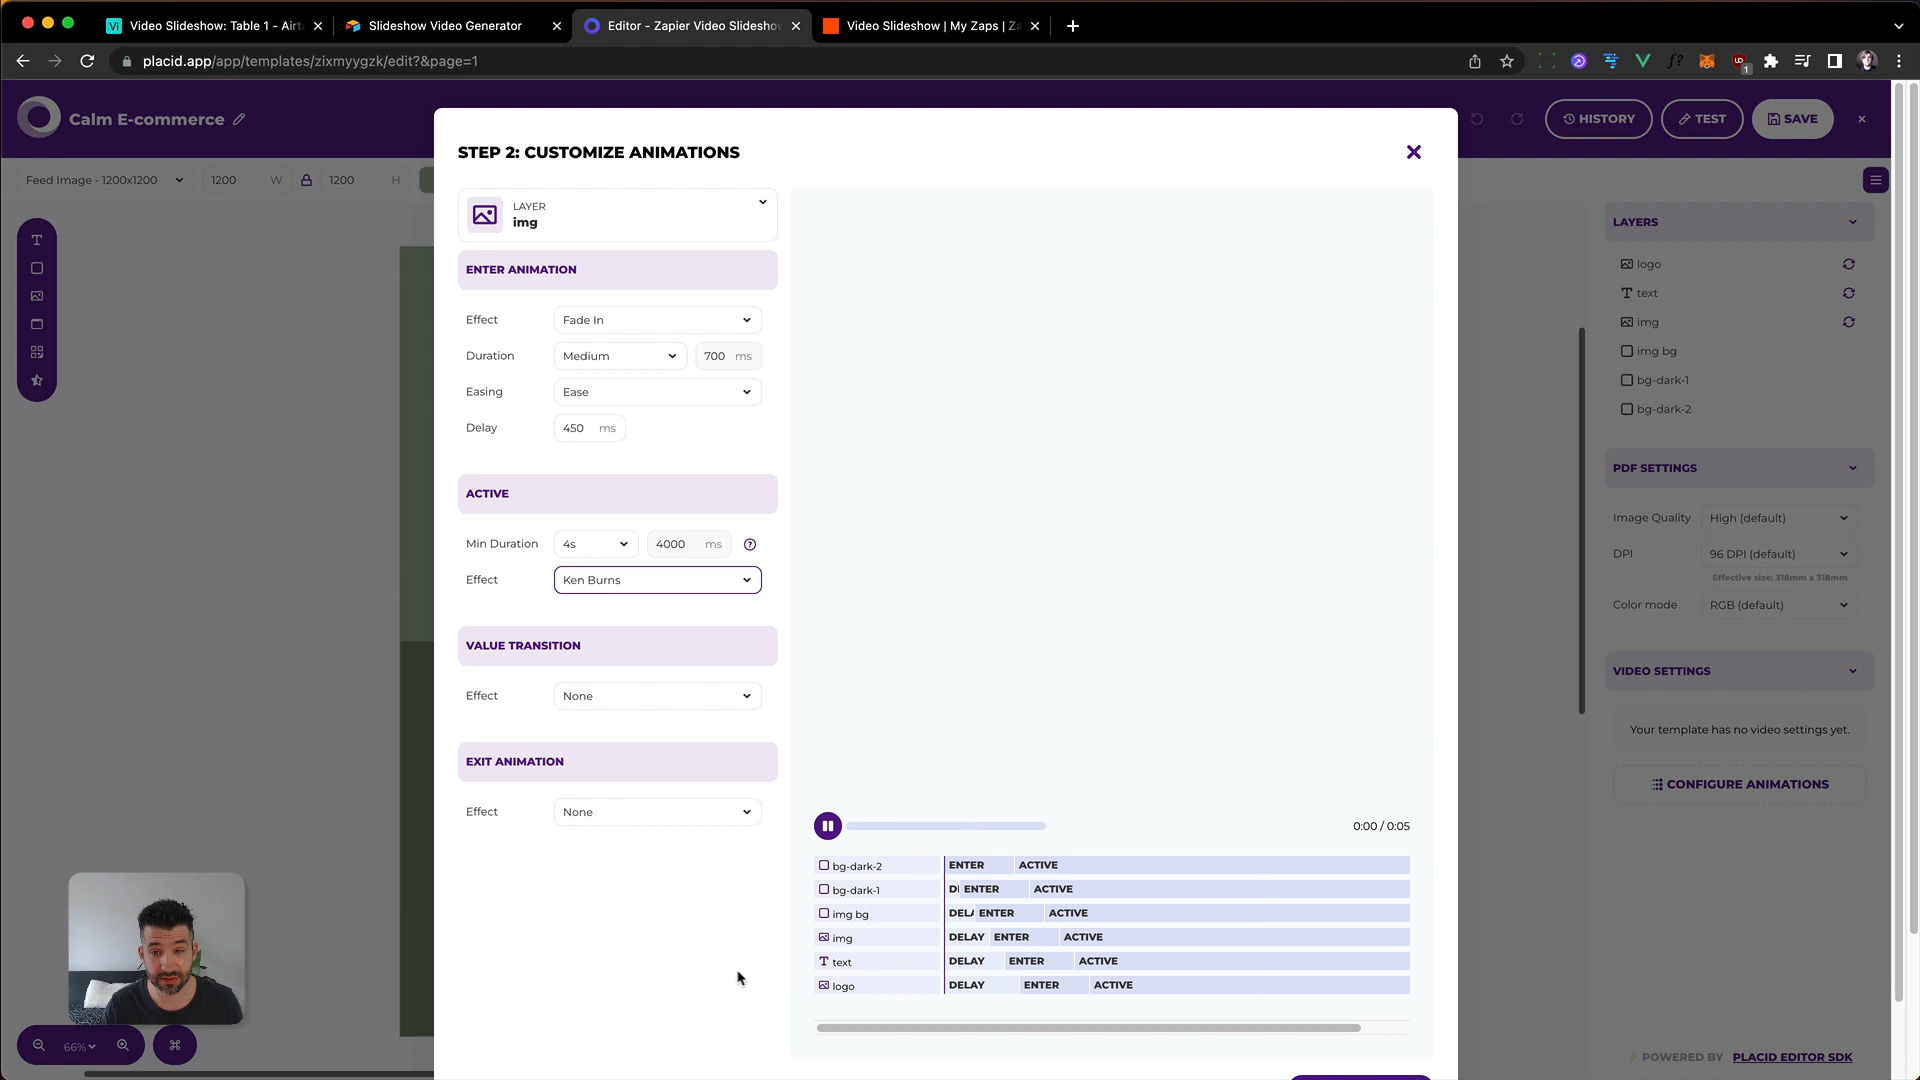 Video Slideshow: Table 1 - Airt
Slideshow Video Generator
Editor - Zapier Video Slidesho
Video Slideshow | My Zaps | Za
placid.app/app/templates/zixmyygzk/edit?&page=1
Calm E-commerce
HISTORY
TEST
SAVE
Feed Image - 1200x1200
1200
W
1200
H
STEP 2: CUSTOMIZE ANIMATIONS
LAYER
img
ENTER ANIMATION
Effect
Fade In
Duration
Medium
700 ms
Easing
Ease
Delay
450 ms
ACTIVE
Min Duration
4s
4000 ms
Effect
Ken Burns
VALUE TRANSITION
Effect
None
EXIT ANIMATION
Effect
None
0:00 / 0:05
bg-dark-2 ENTER ACTIVE
bg-dark-1 DI ENTER ACTIVE
img bg DELA ENTER ACTIVE
img DELAY ENTER ACTIVE
text DELAY ENTER ACTIVE
logo DELAY ENTER ACTIVE
LAYERS
logo
text
img
img bg
bg-dark-1
bg-dark-2
PDF SETTINGS
Image Quality
High (default)
DPI
96 DPI (default)
Effective size: 318mm x 318mm
Color mode
RGB (default)
VIDEO SETTINGS
Your template has no video settings yet.
CONFIGURE ANIMATIONS
66%
POWERED BY PLACID EDITOR SDK